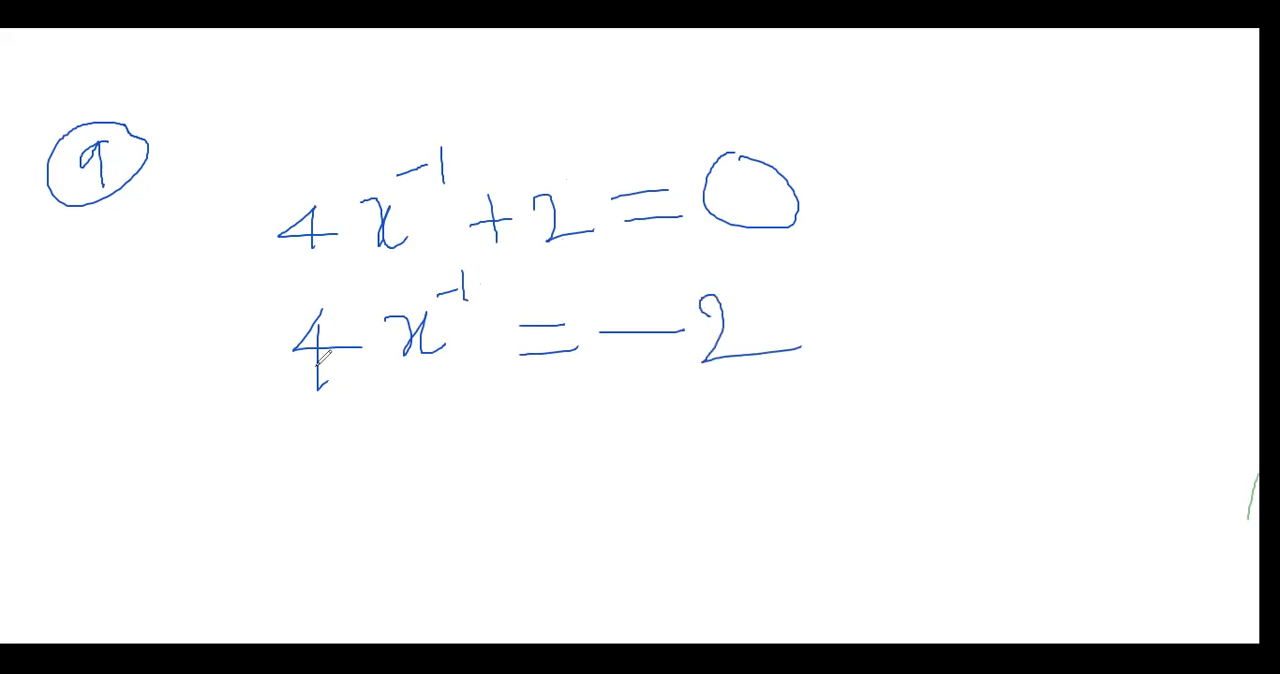 9
4x⁻¹ + 2 = 0
4x⁻¹ = -2